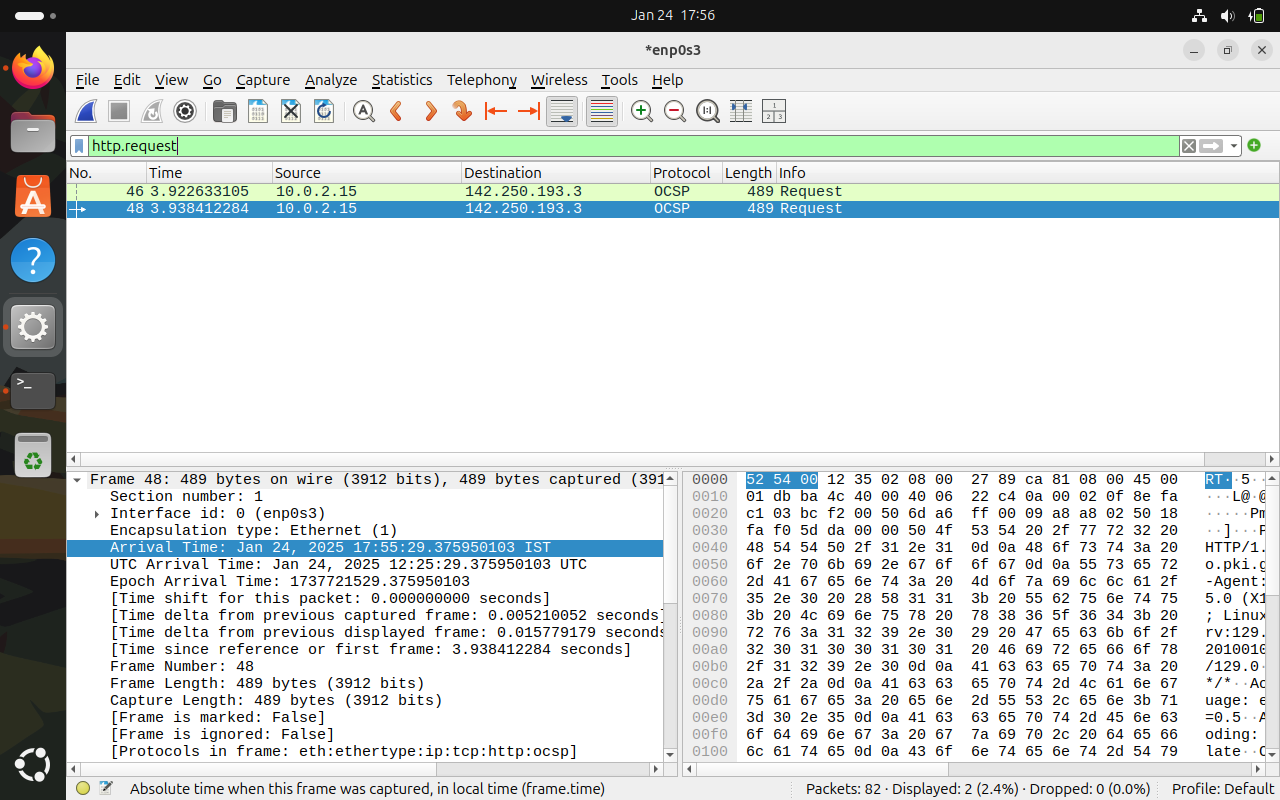 Jan 24 17:56
*enp0s3
File Edit View Go Capture Analyze Statistics Telephony Wireless Tools Help
http.request
No. Time Source Destination Protocol Length Info
46 3.922633105 10.0.2.15 142.250.193.3 OCSP 489 Request
48 3.938412284 10.0.2.15 142.250.193.3 OCSP 489 Request
Frame 48: 489 bytes on wire (3912 bits), 489 bytes captured (391
Section number: 1
Interface id: 0 (enp0s3)
Encapsulation type: Ethernet (1)
Arrival Time: Jan 24, 2025 17:55:29.375950103 IST
UTC Arrival Time: Jan 24, 2025 12:25:29.375950103 UTC
Epoch Arrival Time: 1737721529.375950103
[Time shift for this packet: 0.000000000 seconds]
[Time delta from previous captured frame: 0.005210052 seconds]
[Time delta from previous displayed frame: 0.015779179 seconds
[Time since reference or first frame: 3.938412284 seconds]
Frame Number: 48
Frame Length: 489 bytes (3912 bits)
Capture Length: 489 bytes (3912 bits)
[Frame is marked: False]
[Frame is ignored: False]
[Protocols in frame: eth:ethertype:ip:tcp:http:ocsp]
0000 52 54 00 12 35 02 08 00 27 89 ca 81 08 00 45 00 RT··5···
0010 01 db ba 4c 40 00 40 06 22 c4 0a 00 02 0f 8e fa ···L@·@
0020 c1 03 bc f2 00 50 6d a6 ff 00 09 a8 a8 02 50 18 ·····Pm
0030 fa f0 5d da 00 00 50 4f 53 54 20 2f 77 72 32 20 ··]···P
0040 48 54 54 50 2f 31 2e 31 0d 0a 48 6f 73 74 3a 20 HTTP/1.
0050 6f 2e 70 6b 69 2e 67 6f 6f 67 0d 0a 55 73 65 72 o.pki.g
0060 2d 41 67 65 6e 74 3a 20 4d 6f 7a 69 6c 6c 61 2f -Agent:
0070 35 2e 30 20 28 58 31 31 3b 20 55 62 75 6e 74 75 5.0 (X1
0080 3b 20 4c 69 6e 75 78 20 78 38 36 5f 36 34 3b 20 ; Linux
0090 72 76 3a 31 32 39 2e 30 29 20 47 65 63 6b 6f 2f rv:129.
00a0 32 30 31 30 30 31 30 31 20 46 69 72 65 66 6f 78 2010010
00b0 2f 31 32 39 2e 30 0d 0a 41 63 63 65 70 74 3a 20 /129.0·
00c0 2a 2f 2a 0d 0a 41 63 63 65 70 74 2d 4c 61 6e 67 */*··Ac
00d0 75 61 67 65 3a 20 65 6e 2d 55 53 2c 65 6e 3b 71 uage: e
00e0 3d 30 2e 35 0d 0a 41 63 63 65 70 74 2d 45 6e 63 =0.5··A
00f0 6f 64 69 6e 67 3a 20 67 7a 69 70 2c 20 64 65 66 oding:
0100 6c 61 74 65 0d 0a 43 6f 6e 74 65 6e 74 2d 54 79 late··C
Absolute time when this frame was captured, in local time (frame.time) Packets: 82 · Displayed: 2 (2.4%) · Dropped: 0 (0.0%) Profile: Default